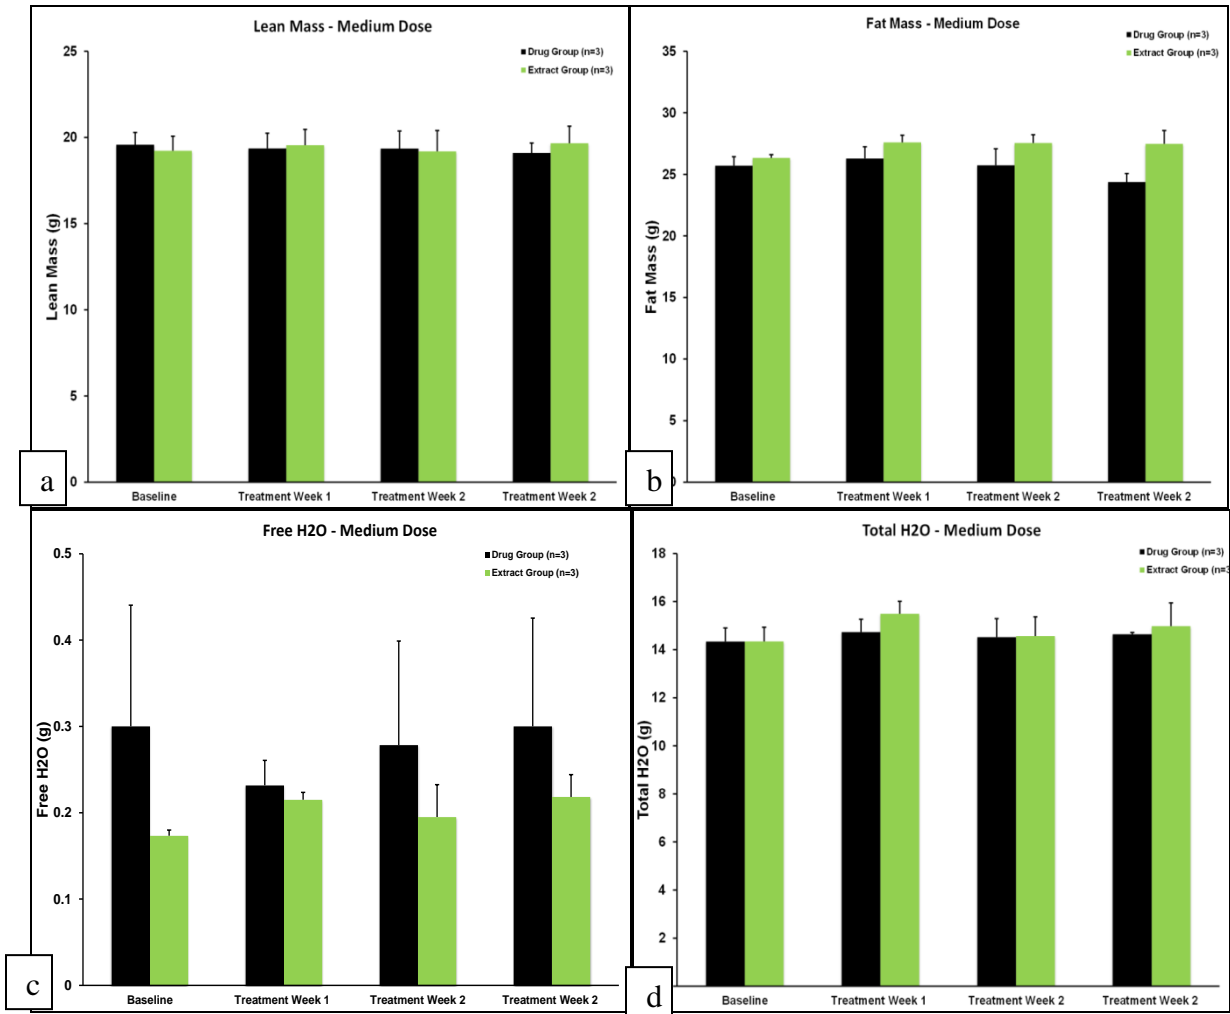 Lean Mass - Medium Dose
Drug Group (n=3)
Extract Group (n=3)
25
20
15
10
5
0
Lean Mass (g)
Baseline Treatment Week 1 Treatment Week 2 Treatment Week 2
a
Fat Mass - Medium Dose
Drug Group (n=3)
Extract Group (n=3)
35
30
25
20
15
10
5
0
Fat Mass (g)
Baseline Treatment Week 1 Treatment Week 2 Treatment Week 2
b
Free H2O - Medium Dose
Drug Group (n=3)
Extract Group (n=3)
0.5
0.4
0.3
0.2
0.1
0
Free H2O (g)
Baseline Treatment Week 1 Treatment Week 2 Treatment Week 2
c
Total H2O - Medium Dose
Drug Group (n=3)
Extract Group (n=3
18
16
14
12
10
8
6
4
2
Total H2O (g)
Baseline Treatment Week 1 Treatment Week 2 Treatment Week 2
d